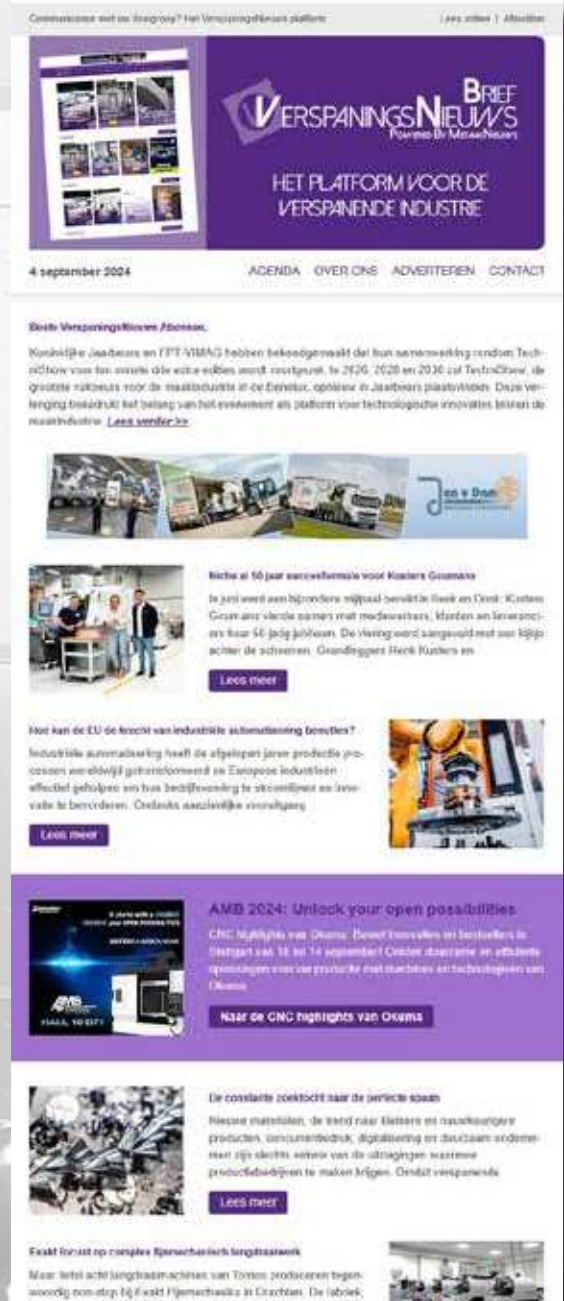 Communiceren met uw doelgroep? Het VerspaningsNieuws platform
Lees online | Afmelden
BRIEF
VERSPANINGSNIEUWS
POWERED BY METAALNIEUWS
HET PLATFORM VOOR DE
VERSPANENDE INDUSTRIE
4 september 2024
AGENDA OVER ONS ADVERTEREN CONTACT
Beste VerspaningsNieuws Abonnee,
Koninklijke Jaarbeurs en FPT-VIMAG hebben bekendgemaakt dat hun samenwerking rondom Tech-
niShow voor ten minste drie extra edities wordt voortgezet. In 2026, 2028 en 2030 zal TechniShow, de
grootste vakbeurs voor de maakindustrie in de Benelux, opnieuw in Jaarbeurs plaatsvinden. Deze ver-
lenging benadrukt het belang van het evenement als platform voor technologische innovaties binnen de
maakindustrie. Lees verder >>
Niche al 50 jaar succesformule voor Kusters Goumans
In juni werd een bijzondere mijlpaal bereikt in Beek en Donk: Kusters
Goumans vierde samen met medewerkers, klanten en leveranci-
ers haar 50-jarig jubileum. De viering werd aangevuld met een kijkje
achter de schermen. Grondleggers Henk Kusters en
Lees meer
Hoe kan de EU de kracht van industriële automatisering benutten?
Industriële automatisering heeft de afgelopen jaren productie pro-
cessen wereldwijd getransformeerd en Europese industrieën
effectief geholpen om hun bedrijfsvoering te stroomlijnen en inno-
vatie te bevorderen. Ondanks aanzienlijke vooruitgang
Lees meer
AMB
HALL 10 D71
AMB 2024: Unlock your open possibilities
CNC highlights van Okuma: Beleef innovaties en bestsellers in
Stuttgart van 10 tot 14 september! Ontdek duurzame en efficiënte
oplossingen voor uw productie met machines en technologieën van
Okuma
Naar de CNC highlights van Okuma
De constante zoektocht naar de perfecte spaan
Nieuwe materialen, de trend naar kleinere en nauwkeurigere
producten, concurrentiedruk, digitalisering en duurzaam onderne-
men zijn slechts enkele van de uitdagingen waarmee
productiebedrijven te maken krijgen. Omdat verspanende
Lees meer
Exakt focust op complex fijnmechanisch langdraaiwerk
Maar liefst acht langdraaimachines van Tornos produceren tegen-
woordig non-stop bij Exakt Fijnmechanika in Drachten. De fabriek,